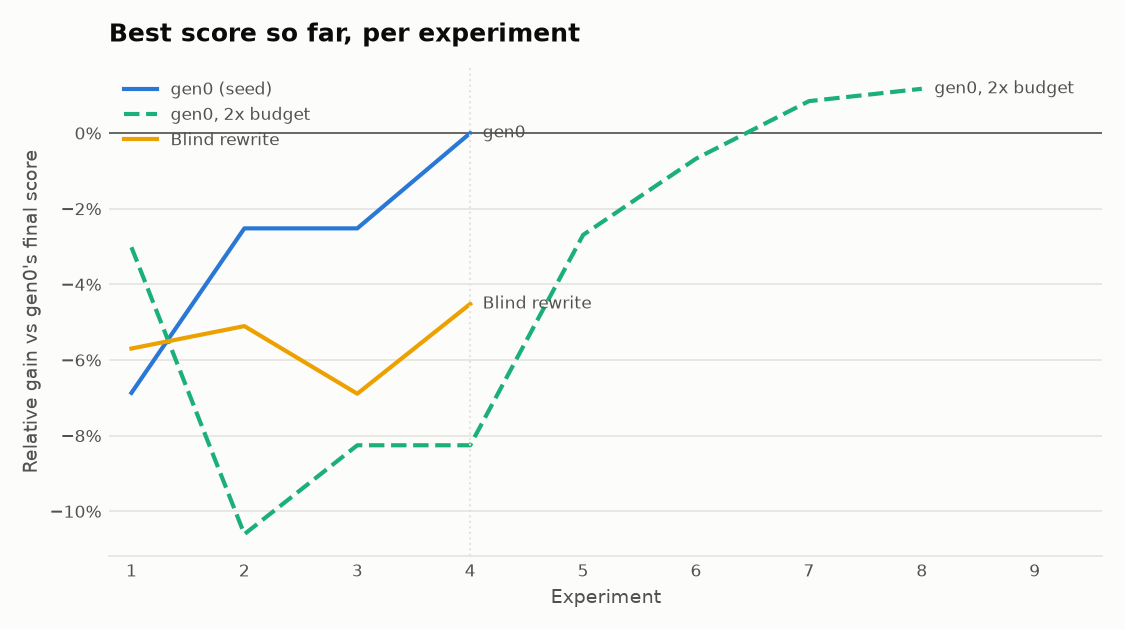 Best score so far, per experiment
gen0 (seed)
gen0, 2x budget
Blind rewrite
gen0, 2x budget
gen0
Blind rewrite
0%
−2%
−4%
−6%
−8%
−10%
Relative gain vs gen0's final score
1 2 3 4 5 6 7 8 9
Experiment